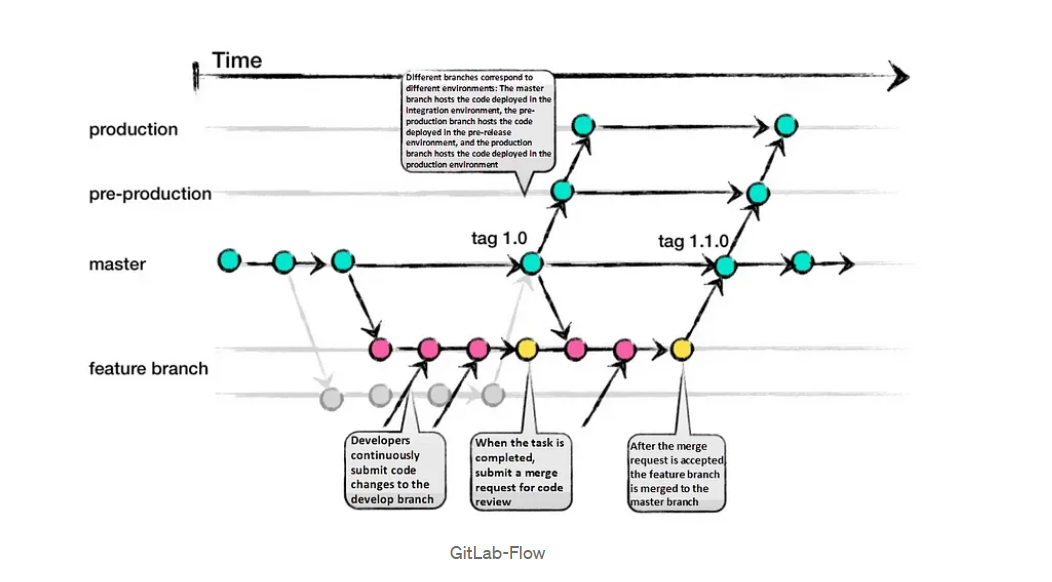 Time
Different branches correspond to
different environments: The master
branch hosts the code deployed in the
integration environment, the pre-
production branch hosts the code
deployed in the pre-release
environment, and the production
branch hosts the code deployed in the
production environment
production
pre-production
tag 1.0
tag 1.1.0
master
feature branch
Developers
continuously
submit code
changes to the
develop branch
When the task is
completed,
submit a merge
request for code
review
After the merge
request is accepted,
the feature branch
is merged to the
master branch
GitLab-Flow